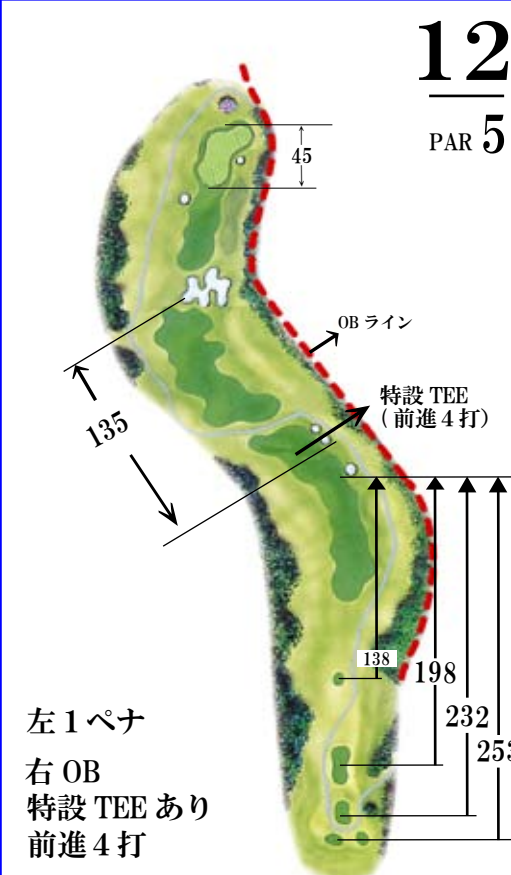 12
PAR 5
45
OB ライン
特設 TEE
(前進4打)
135
138
198
232
253
左1ペナ
右 OB
特設 TEE あり
前進4打